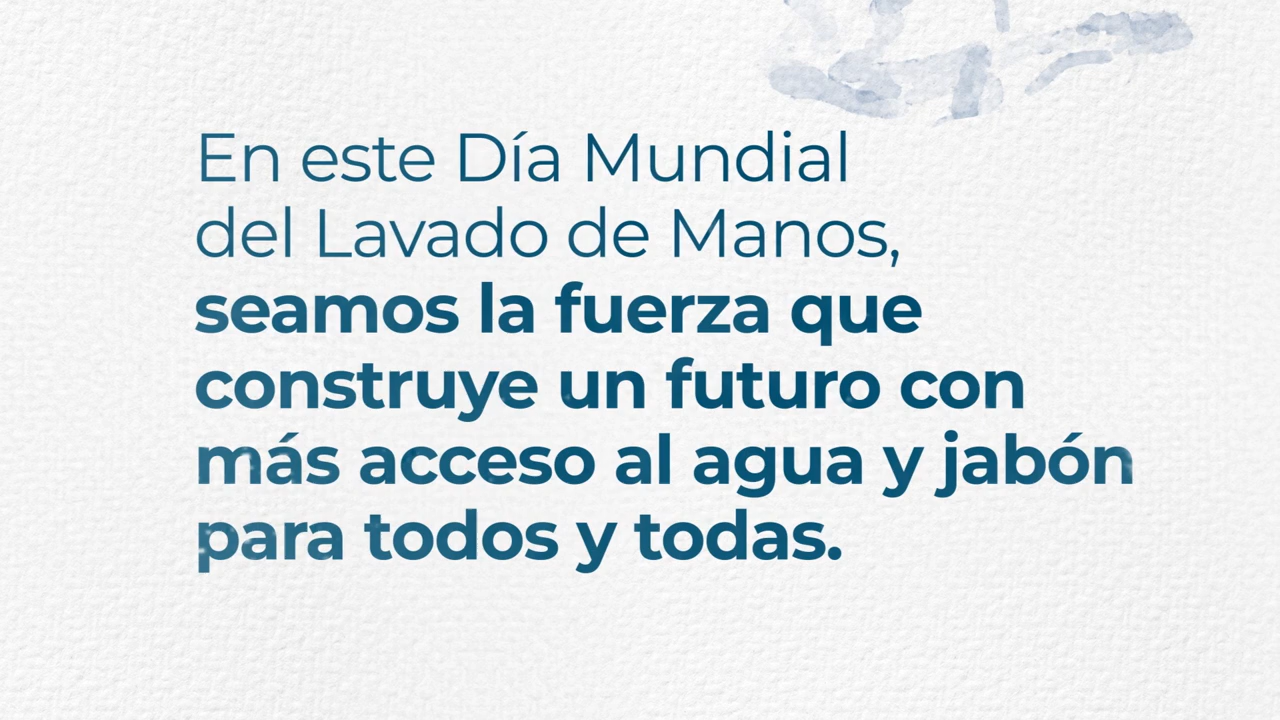 En este Día Mundial
del Lavado de Manos,
seamos la fuerza que
construye un futuro con
más acceso al agua y jabón
para todos y todas.